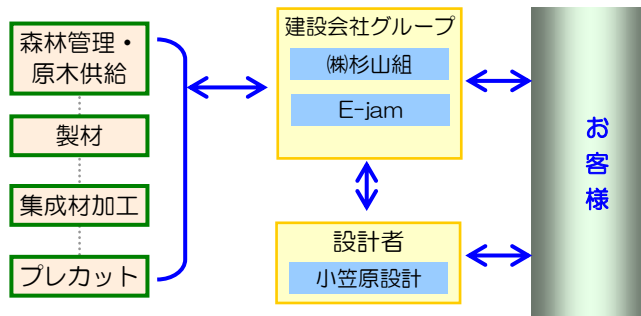 森林管理・
原木供給
製材
集成材加工
プレカット
建設会社グループ
㈱杉山組
E-jam
設計者
小笠原設計
お客様